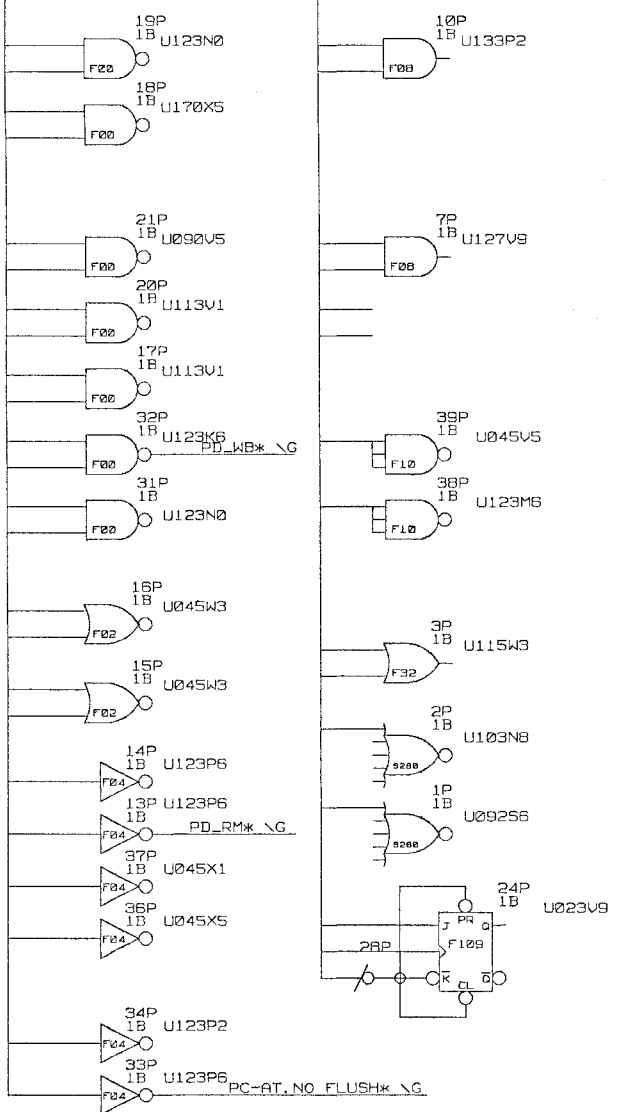 19P
1B U123N0
F00
18P
1B U170X5
F00
21P
1B U090V5
F00
20P
1B U113V1
F00
17P
1B U113V1
F00
32P
1B U123K6
F00 PD_WB* \G
31P
1B U123N0
F00
16P
1B U045W3
F02
15P
1B U045W3
F02
14P
1B U123P6
F04
13P U123P6
1B
F04 PD_RM* \G
37P
1B U045X1
F04
36P
1B U045X5
F04
34P
1B U123P2
F04
33P
1B U123P6
F04 PC-AT.NO FLUSH* \G
10P
1B U133P2
F08
7P
1B U127V9
F08
39P
1B U045V5
F10
38P
1B U123M6
F10
3P
1B U115W3
F32
2P
1B U103N8
S260
1P
1B U092S6
S260
24P
1B U023V9
PR
J Q
F109
28P
K Q
CL